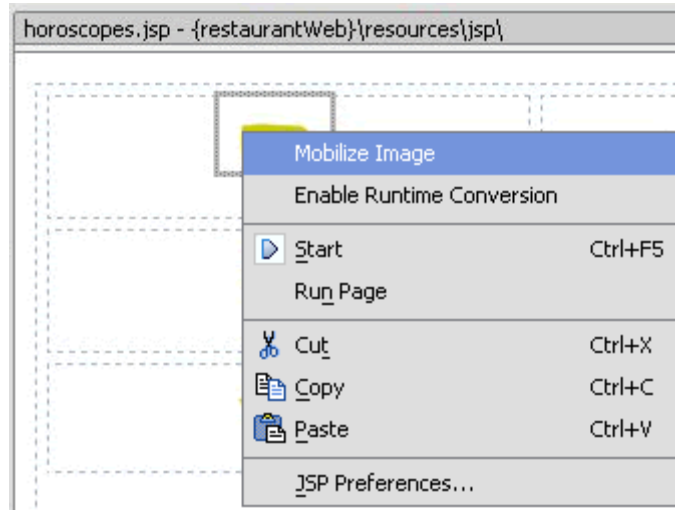 horoscopes.jsp - {restaurantWeb}\resources\jsp\
Mobilize Image
Enable Runtime Conversion
Start Ctrl+F5
Run Page
Cut Ctrl+X
Copy Ctrl+C
Paste Ctrl+V
JSP Preferences...